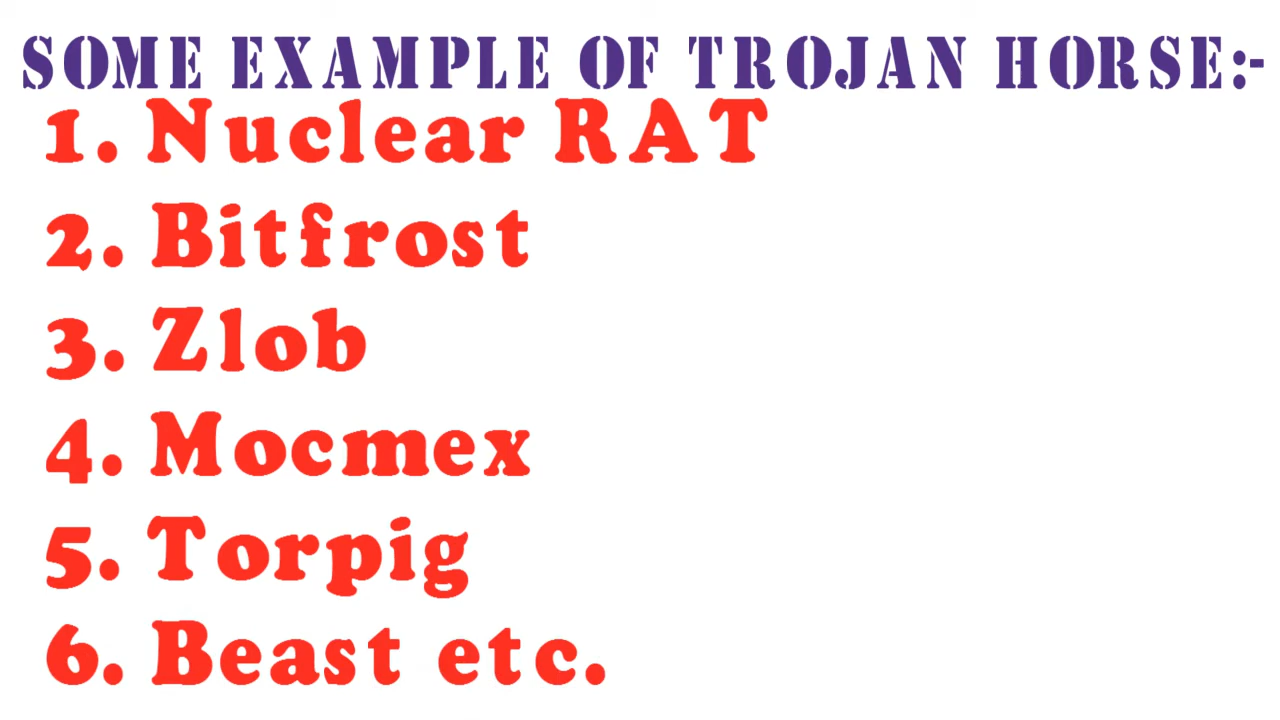 SOME EXAMPLE OF TROJAN HORSE:-
1. Nuclear RAT
2. Bitfrost
3. Zlob
4. Mocmex
5. Torpig
6. Beast etc.